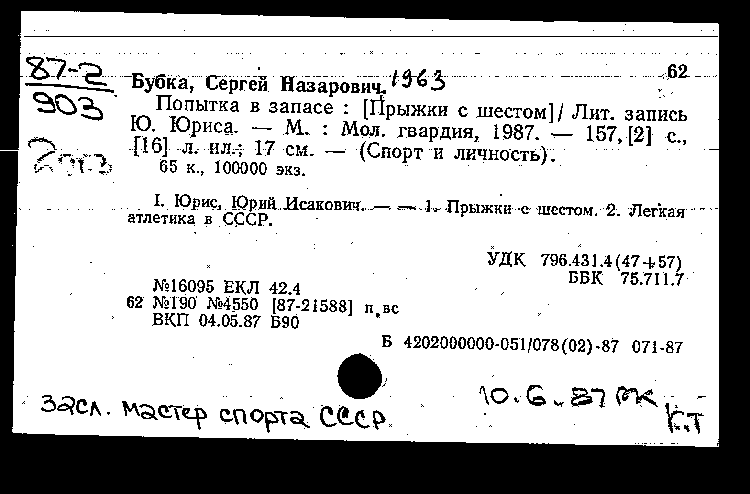 87-2
903
62
Бубка, Сергей Назарович. 1963
Попытка в запасе : [Прыжки с шестом] / Лит. запись
Ю. Юриса. — М. : Мол. гвардия, 1987. — 157, [2] с.,
[16] л. ил.; 17 см. — (Спорт и личность).
65 к., 100000 экз.
I. Юрис, Юрий Исакович. — — 1. Прыжки с шестом. 2. Легкая
атлетика в СССР.
УДК 796.431.4(47+57)
ББК 75.711.7
№16095 ЕКЛ 42.4
62 №190 №4550 [87-21588] п.вс
ВКП 04.05.87 Б90
Б 4202000000-051/078(02)-87 071-87
10.6.87
К.Т
засл. мастер спорта СССР